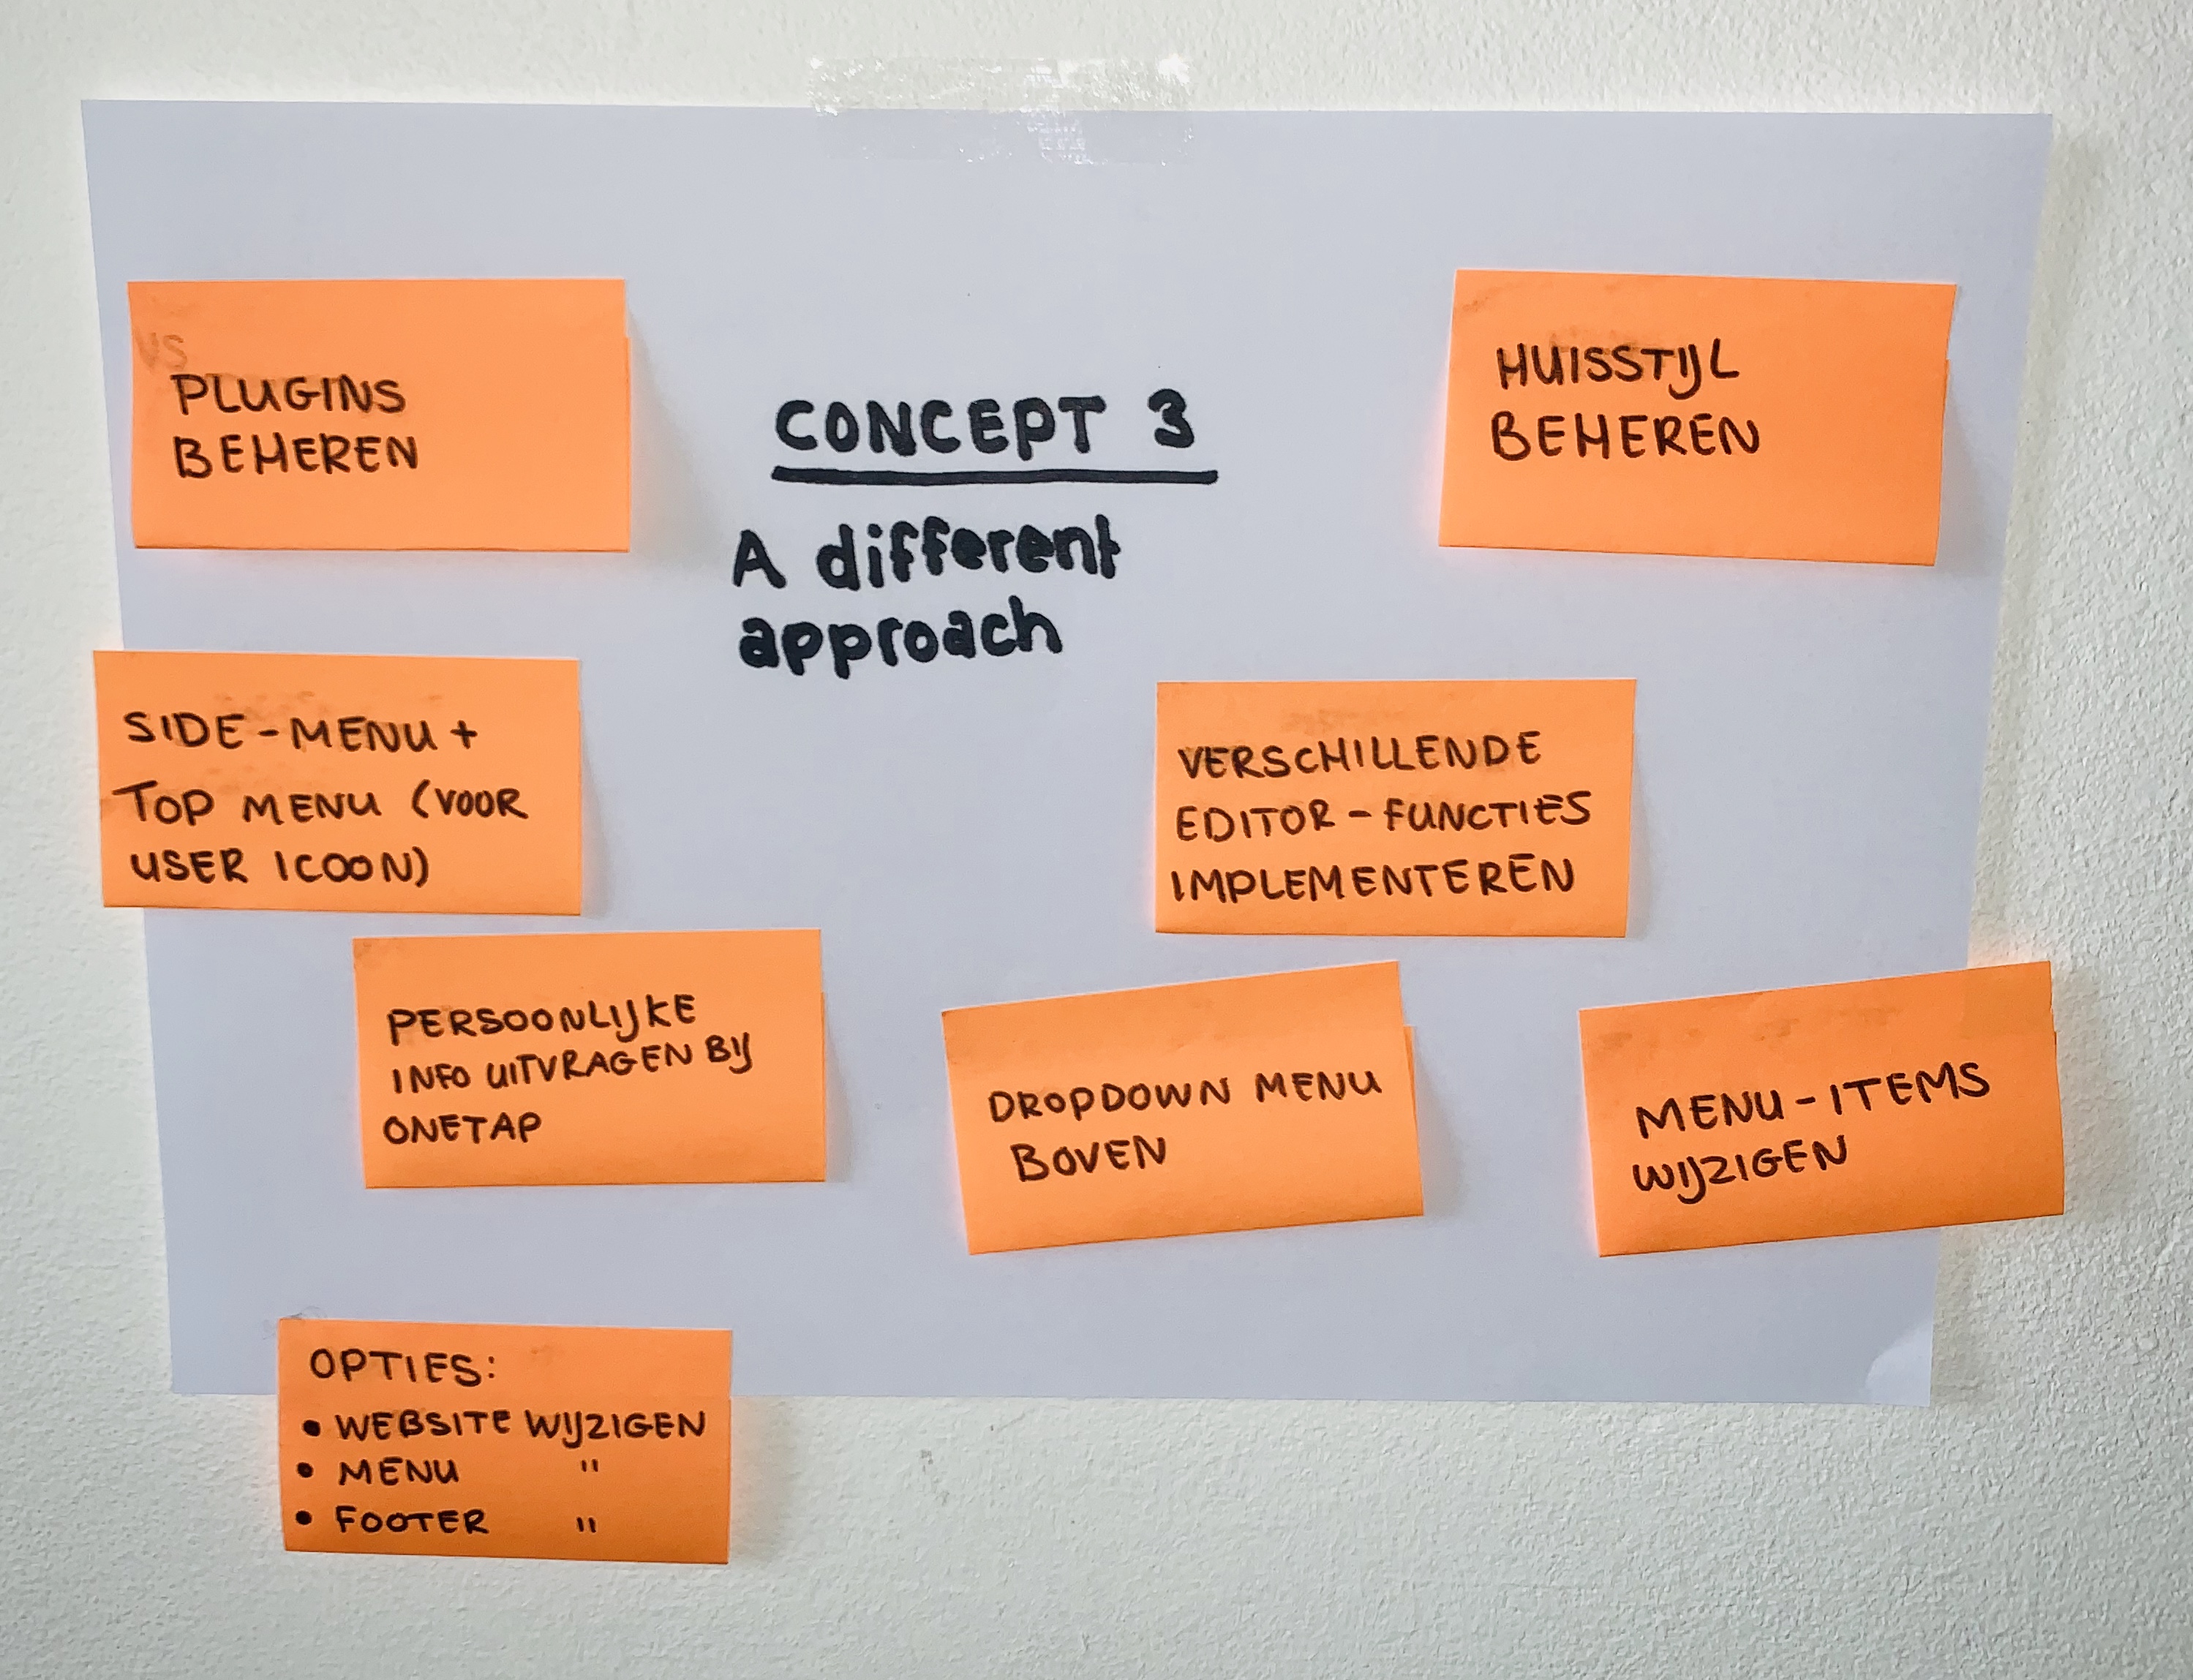 CONCEPT 3
A different
approach
PLUGINS
BEHEREN
HUISSTIJL
BEHEREN
SIDE-MENU +
TOP MENU (VOOR
USER ICOON)
VERSCHILLENDE
EDITOR-FUNCTIES
IMPLEMENTEREN
PERSOONLIJKE
INFO UITVRAGEN BIJ
ONETAP
DROPDOWN MENU
BOVEN
MENU-ITEMS
WIJZIGEN
OPTIES:
• WEBSITE WIJZIGEN
• MENU "
• FOOTER "